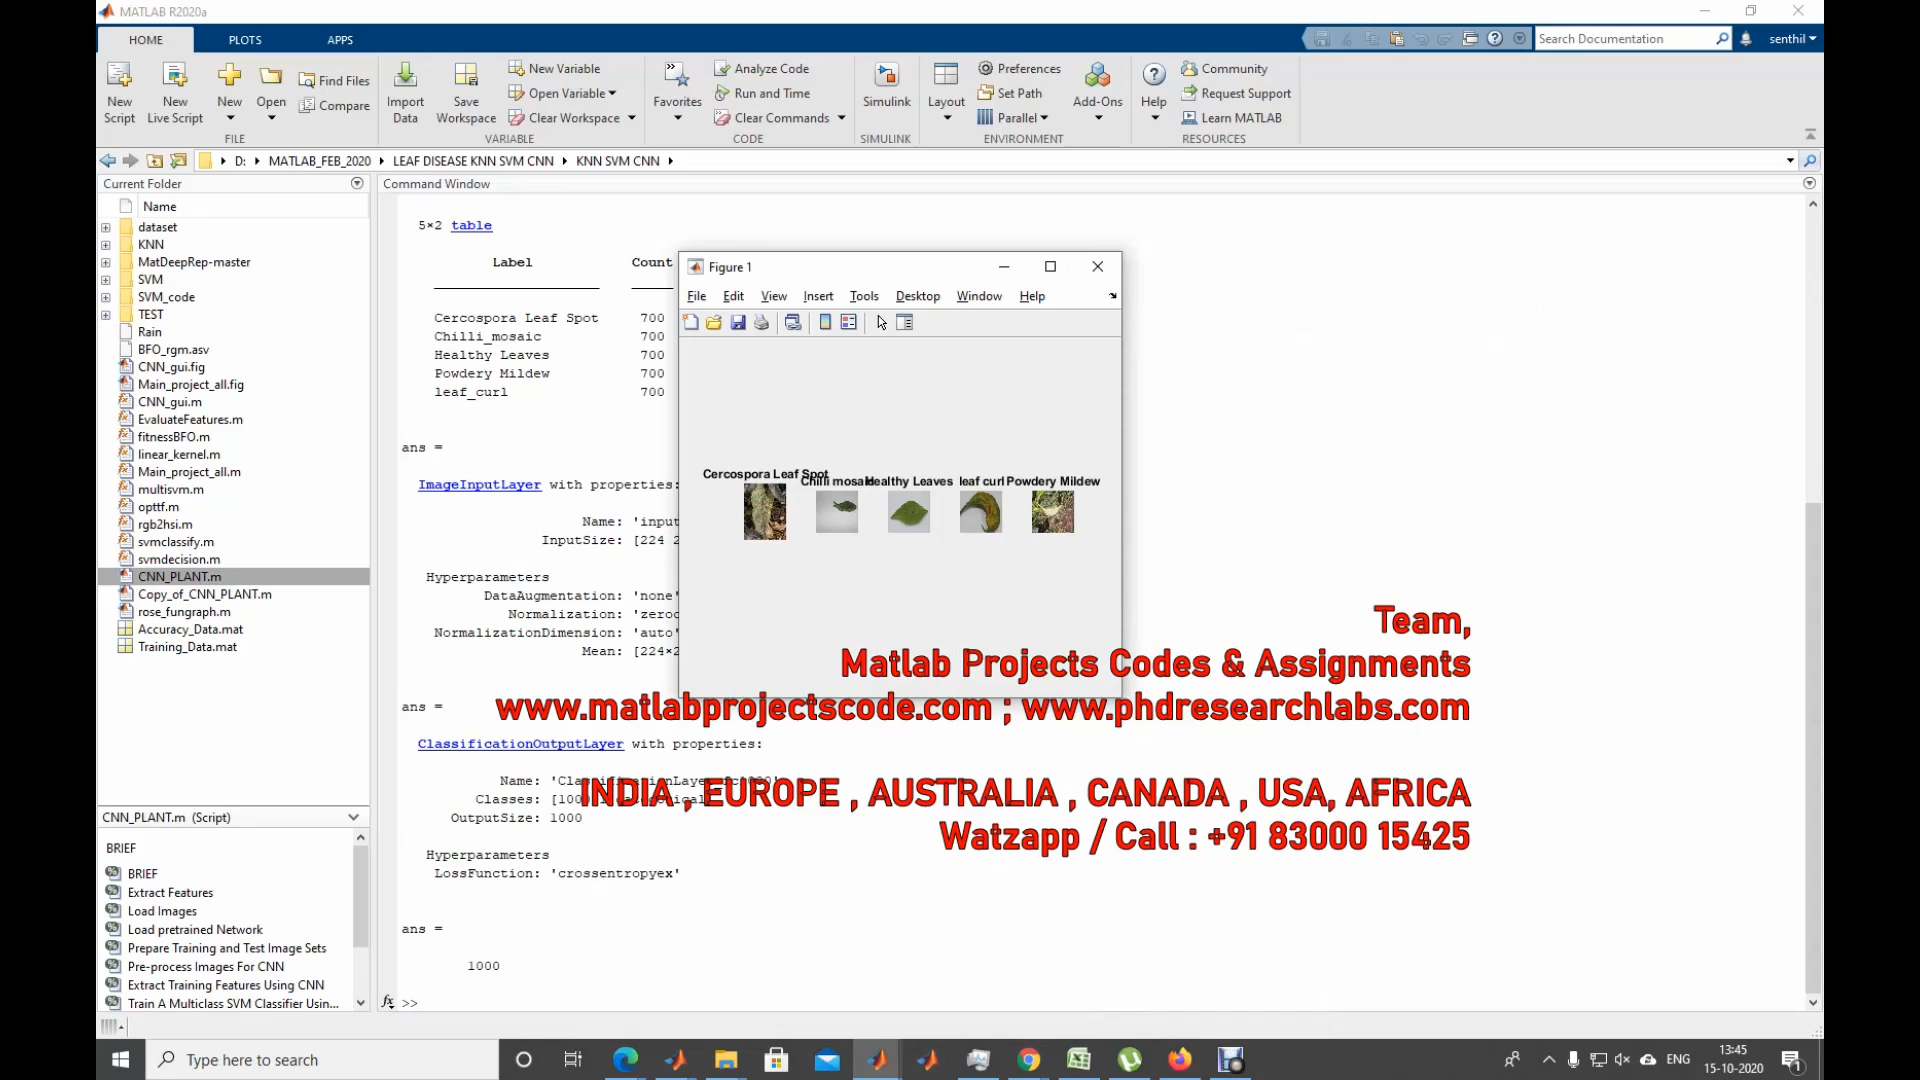 MATLAB R2020a
HOME PLOTS APPS
Search Documentation
senthil
New Script
New Live Script
New
Open
Find Files
Compare
FILE
Import Data
Save Workspace
New Variable
Open Variable
Clear Workspace
VARIABLE
Favorites
Analyze Code
Run and Time
Clear Commands
CODE
Simulink
SIMULINK
Layout
Preferences
Set Path
Parallel
Add-Ons
ENVIRONMENT
Help
Community
Request Support
Learn MATLAB
RESOURCES
D: MATLAB_FEB_2020 LEAF DISEASE KNN SVM CNN KNN SVM CNN
Current Folder
Name
dataset
KNN
MatDeepRep-master
SVM
SVM_code
TEST
Rain
BFO_rgm.asv
CNN_gui.fig
Main_project_all.fig
CNN_gui.m
EvaluateFeatures.m
fitnessBFO.m
linear_kernel.m
Main_project_all.m
multisvm.m
opttf.m
rgb2hsi.m
svmclassify.m
svmdecision.m
CNN_PLANT.m
Copy_of_CNN_PLANT.m
rose_fungraph.m
Accuracy_Data.mat
Training_Data.mat
CNN_PLANT.m (Script)
BRIEF
BRIEF
Extract Features
Load Images
Load pretrained Network
Prepare Training and Test Image Sets
Pre-process Images For CNN
Extract Training Features Using CNN
Train A Multiclass SVM Classifier Usin...
Command Window
5×2 table
Label Count
Cercospora Leaf Spot 700
Chilli_mosaic 700
Healthy Leaves 700
Powdery Mildew 700
leaf_curl 700
ans =
ImageInputLayer with properties:
Name: 'input
InputSize: [224 2
Hyperparameters
DataAugmentation: 'none'
Normalization: 'zeroc
NormalizationDimension: 'auto'
Mean: [224×2
ans =
ClassificationOutputLayer with properties:
Name:
Classes: [1000
OutputSize: 1000
Hyperparameters
LossFunction: 'crossentropyex'
ans =
1000
fx >>
Figure 1
File Edit View Insert Tools Desktop Window Help
Cercospora Leaf Spot
Chilli mosaic Healthy Leaves leaf curl Powdery Mildew
Team,
Matlab Projects Codes & Assignments
www.matlabprojectscode.com ; www.phdresearchlabs.com
INDIA , EUROPE , AUSTRALIA , CANADA , USA, AFRICA
Watzapp / Call : +91 83000 15425
Type here to search
ENG
13:45
15-10-2020